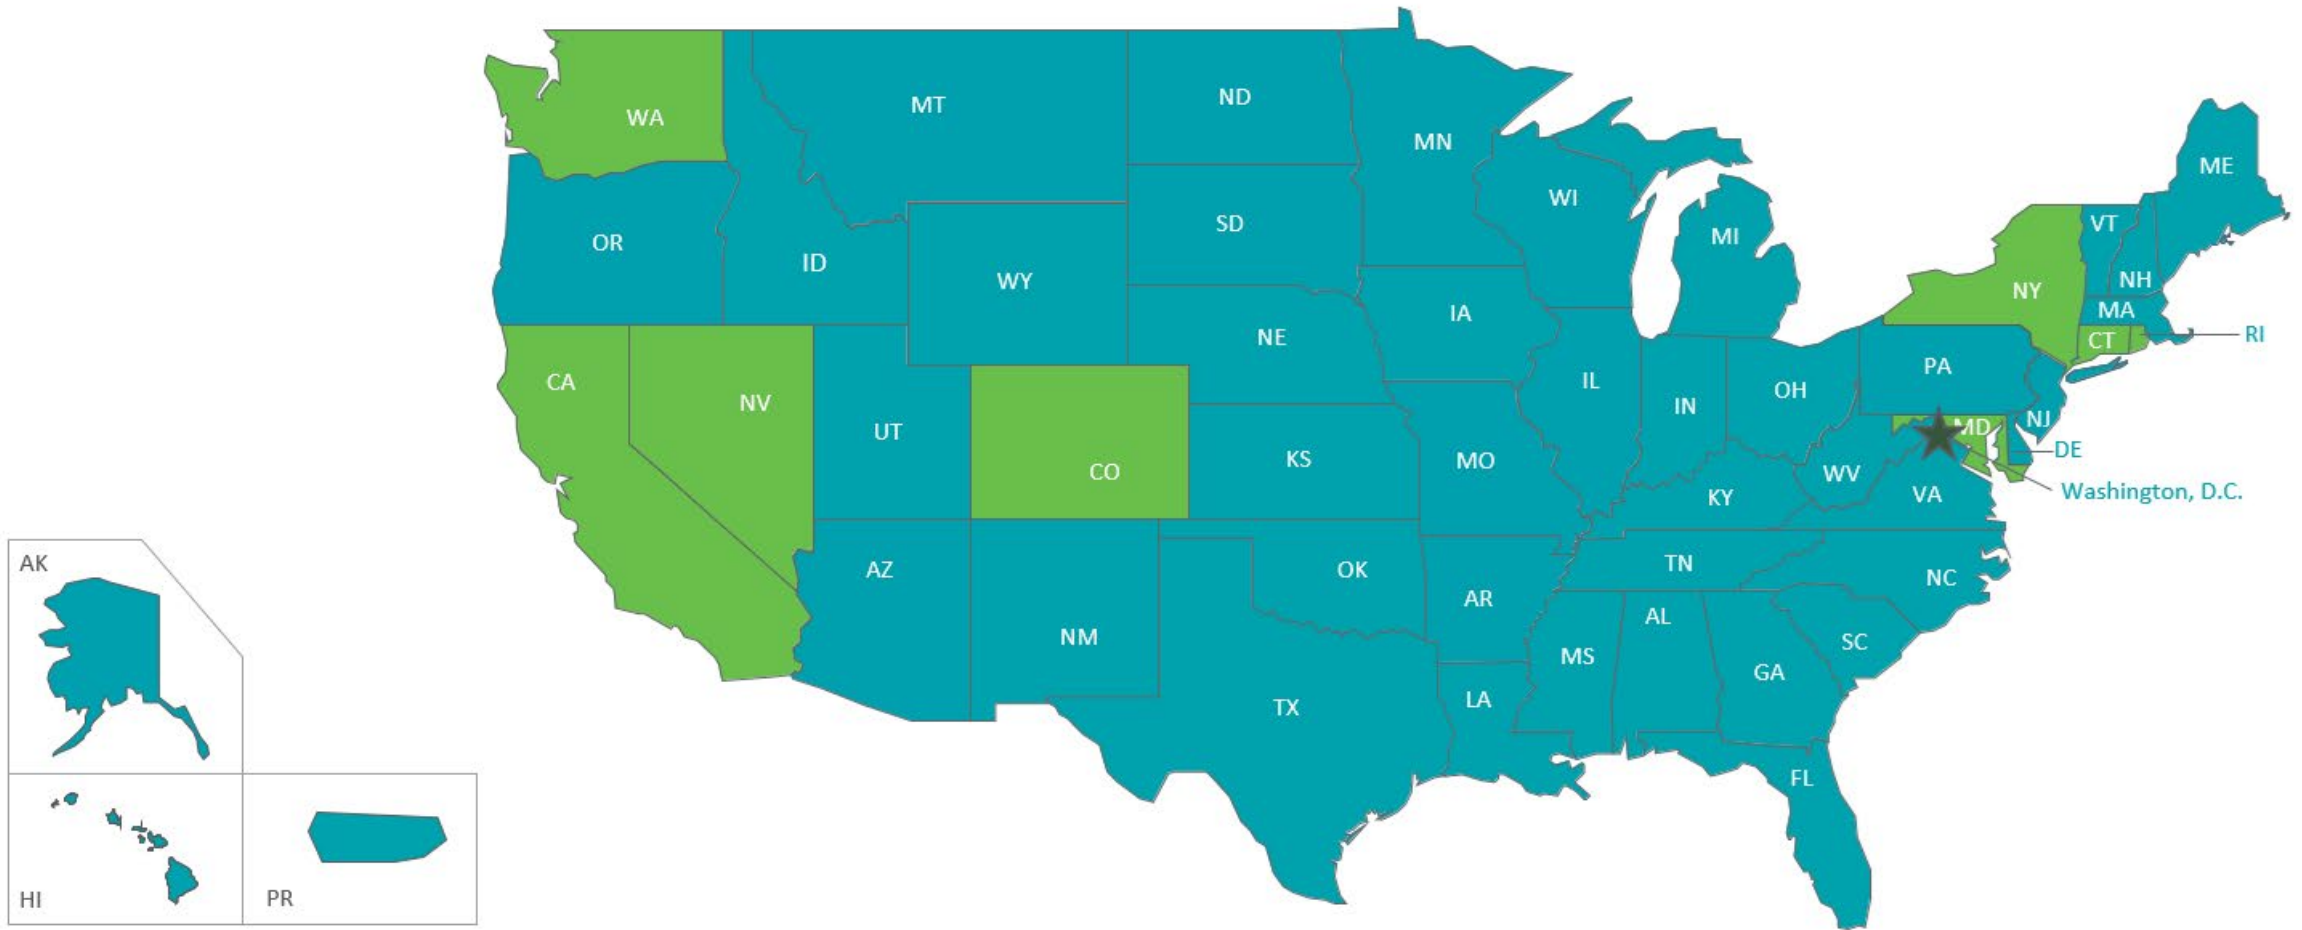 WA
MT
ND
MN
ME
WI
SD
VT
MI
OR
ID
NH
WY
NY
MA
IA
RI
NE
CT
PA
CA
IL
OH
NV
IN
NJ
MD
UT
DE
KS
MO
CO
WV
Washington, D.C.
VA
KY
AK
TN
AZ
OK
NC
AR
AL
NM
SC
MS
GA
LA
TX
FL
HI
PR